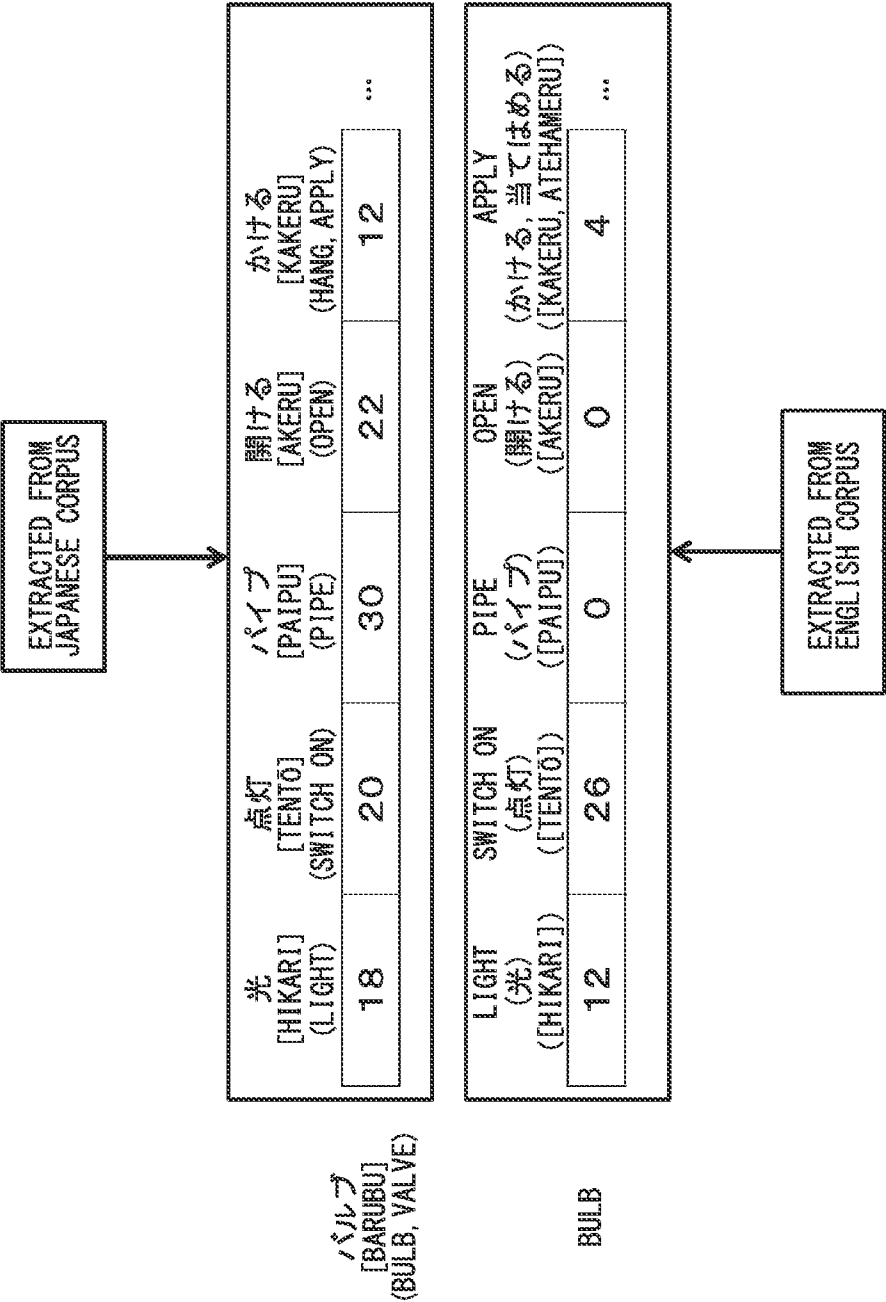 EXTRACTED FROM
JAPANESE CORPUS
光
[HIKARI]
(LIGHT)
点灯
[TENTŌ]
(SWITCH ON)
パイプ
[PAIPU]
(PIPE)
開ける
[AKERU]
(OPEN)
かける
[KAKERU]
(HANG, APPLY)
バルブ
[BARUBU]
(BULB, VALVE)
18
20
30
22
12
...
LIGHT
(光)
([HIKARI])
SWITCH ON
(点灯)
([TENTŌ])
PIPE
(パイプ)
([PAIPU])
OPEN
(開ける)
([AKERU])
APPLY
(かける, 当てはめる)
([KAKERU, ATEHAMERU])
BULB
12
26
0
0
4
...
EXTRACTED FROM
ENGLISH CORPUS